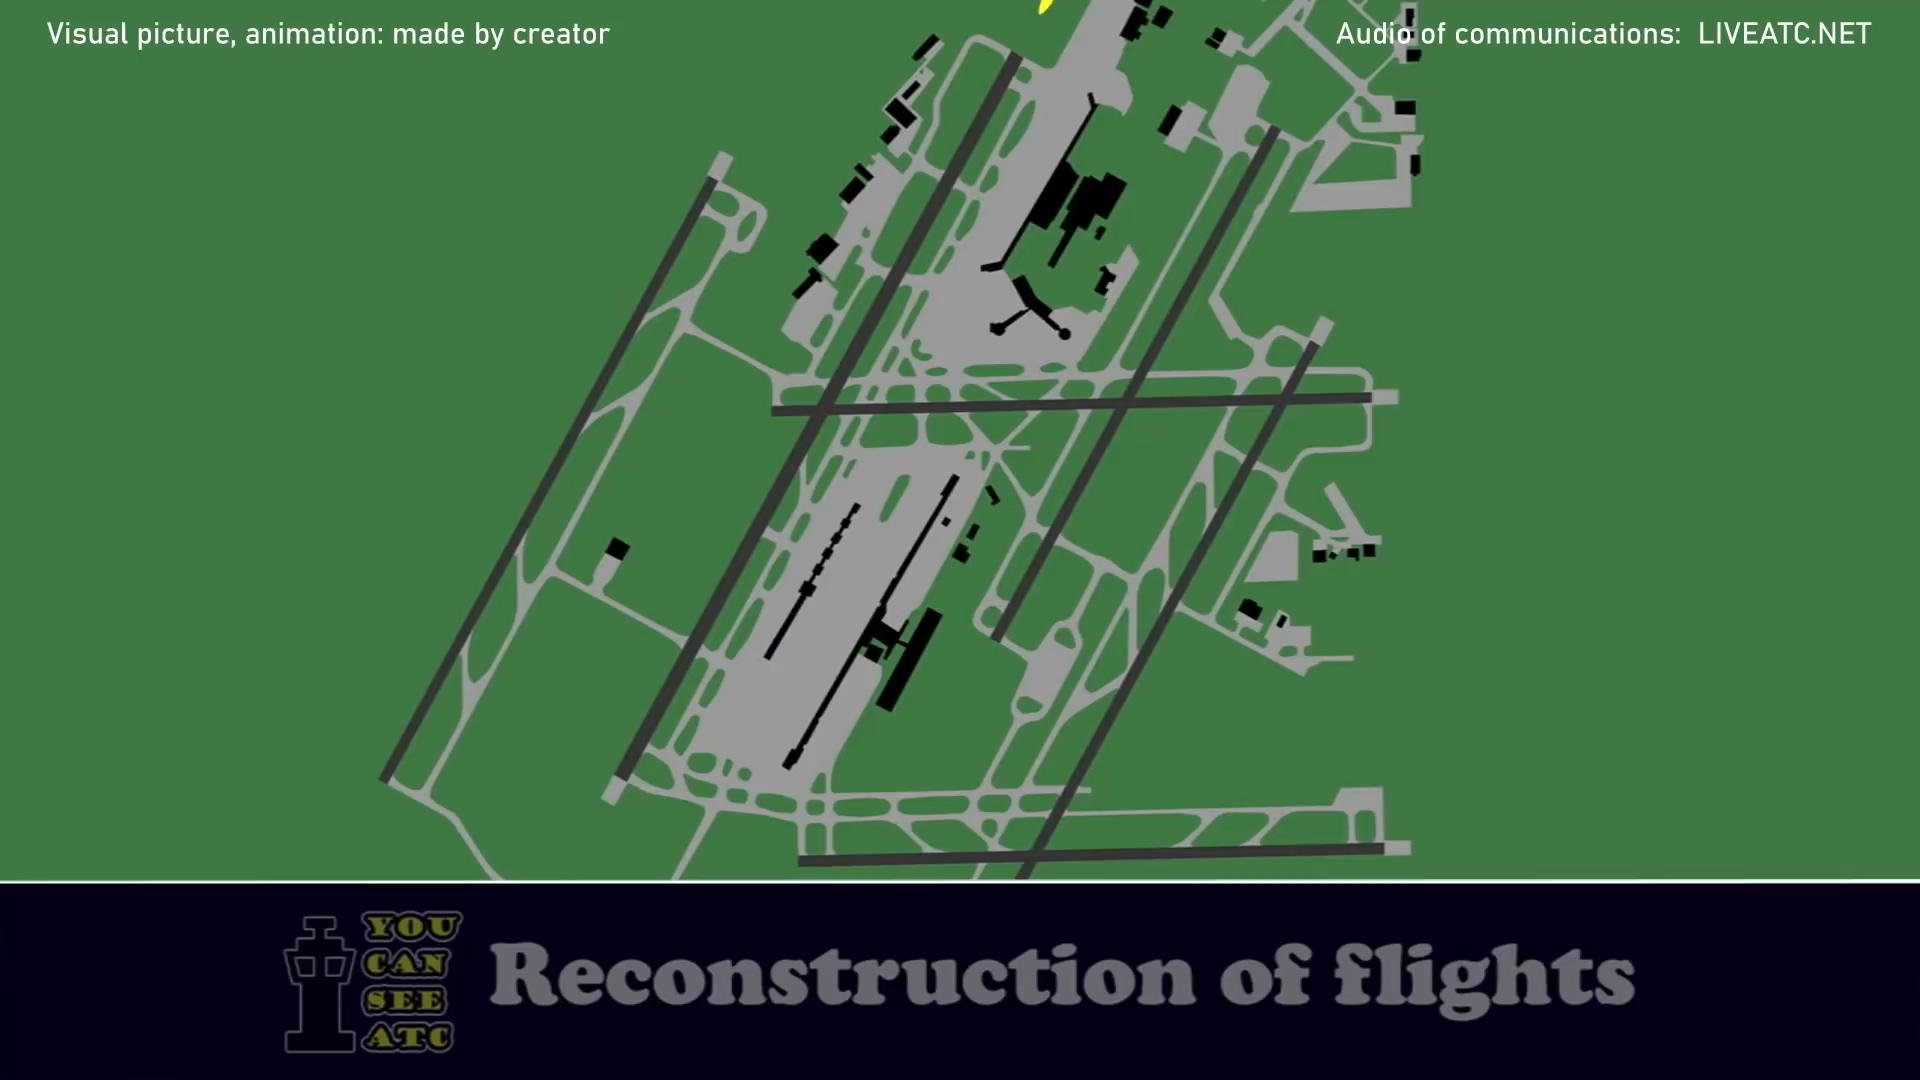 Visual picture, animation: made by creator
Audio of communications: LIVEATC.NET
YOU
CAN
SEE
ATC
Reconstruction of flights